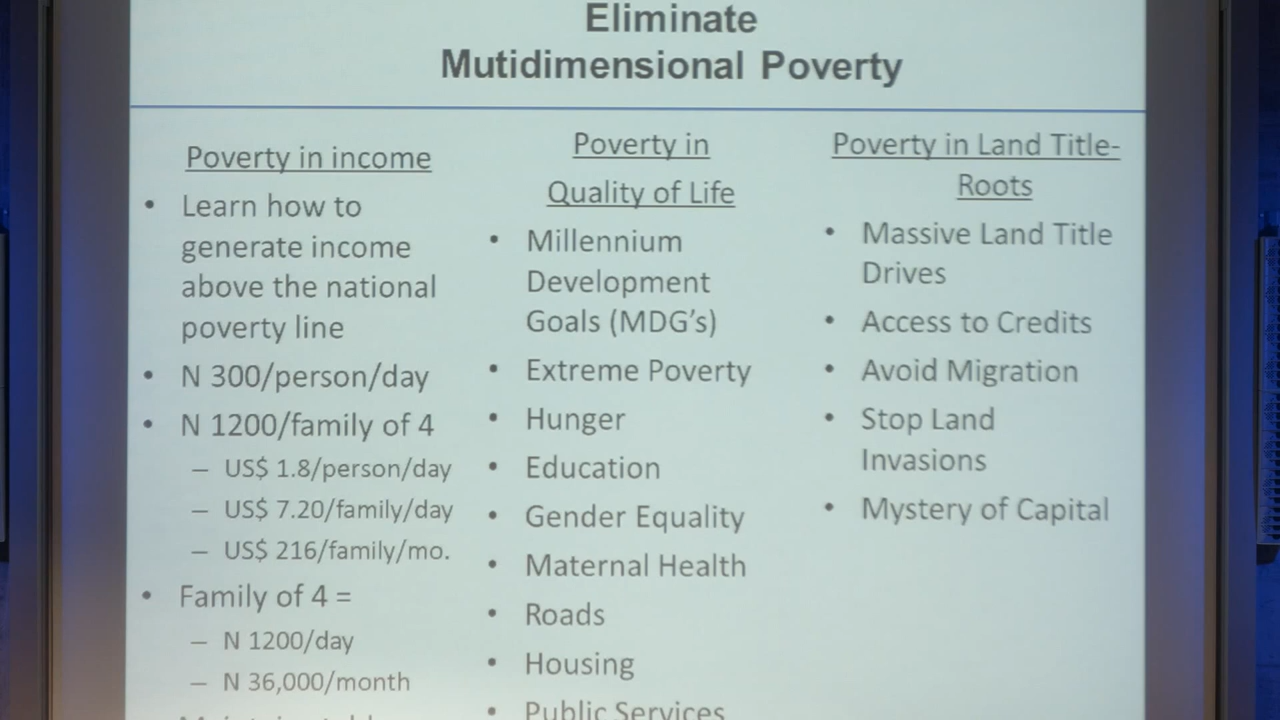 Eliminate
Mutidimensional Poverty
Poverty in income
• Learn how to
generate income
above the national
poverty line
• N 300/person/day
• N 1200/family of 4
– US$ 1.8/person/day
– US$ 7.20/family/day
– US$ 216/family/mo.
• Family of 4 =
– N 1200/day
– N 36,000/month
Poverty in
Quality of Life
• Millennium
Development
Goals (MDG's)
• Extreme Poverty
• Hunger
• Education
• Gender Equality
• Maternal Health
• Roads
• Housing
• Public Services
Poverty in Land Title-
Roots
• Massive Land Title
Drives
• Access to Credits
• Avoid Migration
• Stop Land
Invasions
• Mystery of Capital